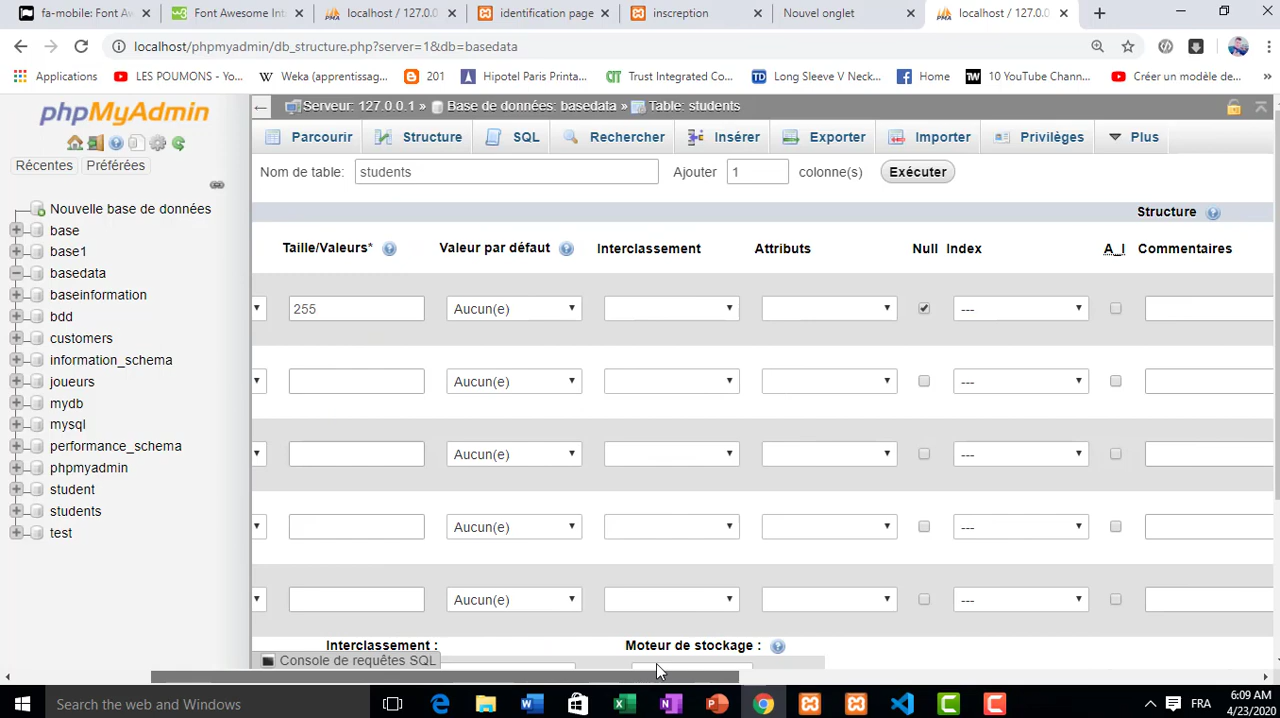 fa-mobile: Font Aw
Font Awesome Inte
localhost / 127.0.0
identification page
inscreption
Nouvel onglet
localhost / 127.0.0
localhost/phpmyadmin/db_structure.php?server=1&db=basedata
Applications
LES POUMONS - Yo...
Weka (apprentissag...
201
Hipotel Paris Printa...
Trust Integrated Co...
Long Sleeve V Neck...
Home
10 YouTube Chann...
Créer un modèle de...
phpMyAdmin
Récentes
Préférées
Nouvelle base de données
base
base1
basedata
baseinformation
bdd
customers
information_schema
joueurs
mydb
mysql
performance_schema
phpmyadmin
student
students
test
Serveur: 127.0.0.1 » Base de données: basedata » Table: students
Parcourir
Structure
SQL
Rechercher
Insérer
Exporter
Importer
Privilèges
Plus
Nom de table: students Ajouter 1 colonne(s) Exécuter
Structure
Taille/Valeurs* Valeur par défaut Interclassement Attributs Null Index A_I Commentaires
255 Aucun(e) ---
Aucun(e) ---
Aucun(e) ---
Aucun(e) ---
Aucun(e) ---
Interclassement : Moteur de stockage :
Console de requêtes SQL
Search the web and Windows
FRA
6:09 AM
4/23/2020